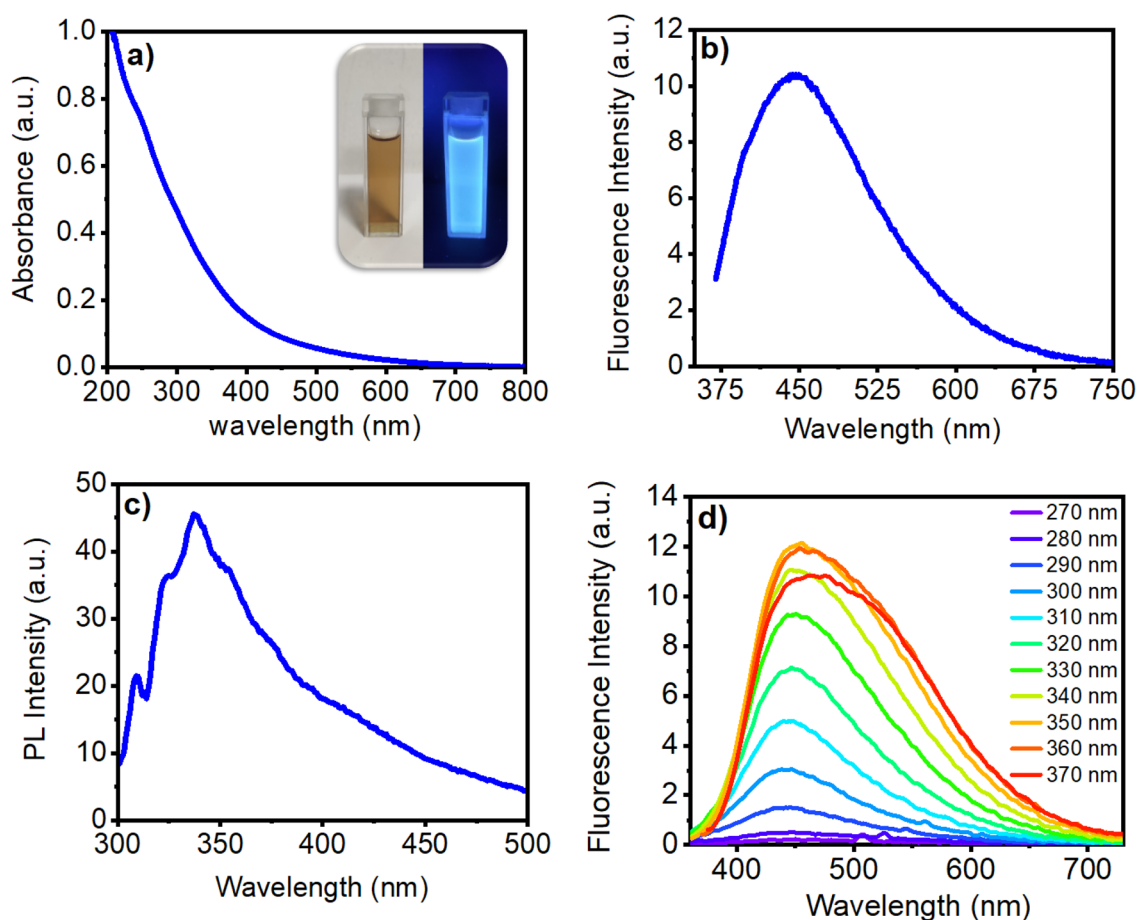 a)
1.0
0.8
0.6
0.4
0.2
0.0
Absorbance (a.u.)
200 300 400 500 600 700 800
wavelength (nm)
b)
12
10
8
6
4
2
0
Fluorescence Intensity (a.u.)
375 450 525 600 675 750
Wavelength (nm)
c)
50
40
30
20
10
0
PL Intensity (a.u.)
300 350 400 450 500
Wavelength (nm)
d)
14
12
10
8
6
4
2
0
Fluorescence Intensity (a.u.)
400 500 600 700
Wavelength (nm)
270 nm
280 nm
290 nm
300 nm
310 nm
320 nm
330 nm
340 nm
350 nm
360 nm
370 nm